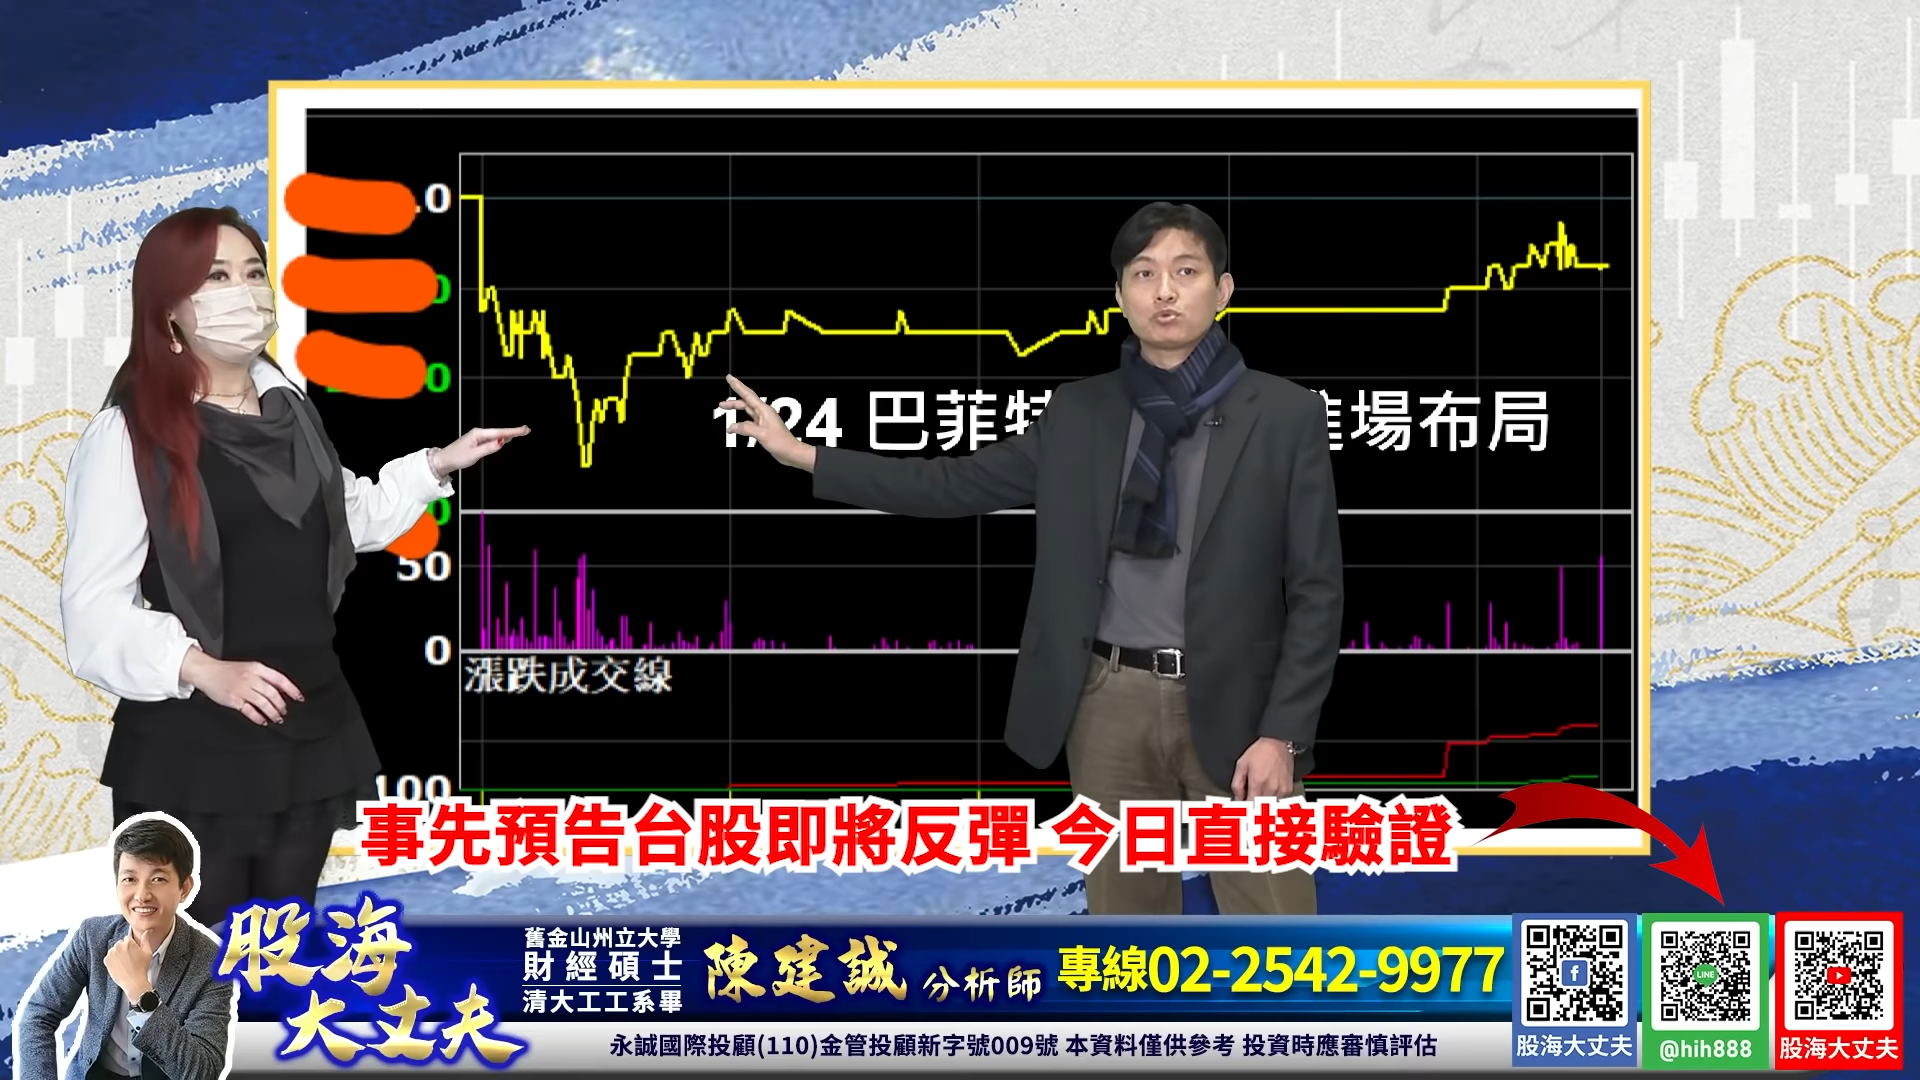 .0
0
0
1/24 巴菲特
進場布局
0
50
0
漲跌成交線
100
事先預告台股即將反彈 今日直接驗證
股海
大丈夫
舊金山州立大學
財經碩士
清大工工系畢
陳建誠 分析師
專線02-2542-9977
永誠國際投顧(110)金管投顧新字號009號 本資料僅供參考 投資時應審慎評估
f
股海大丈夫
LINE
@hih888
股海大丈夫